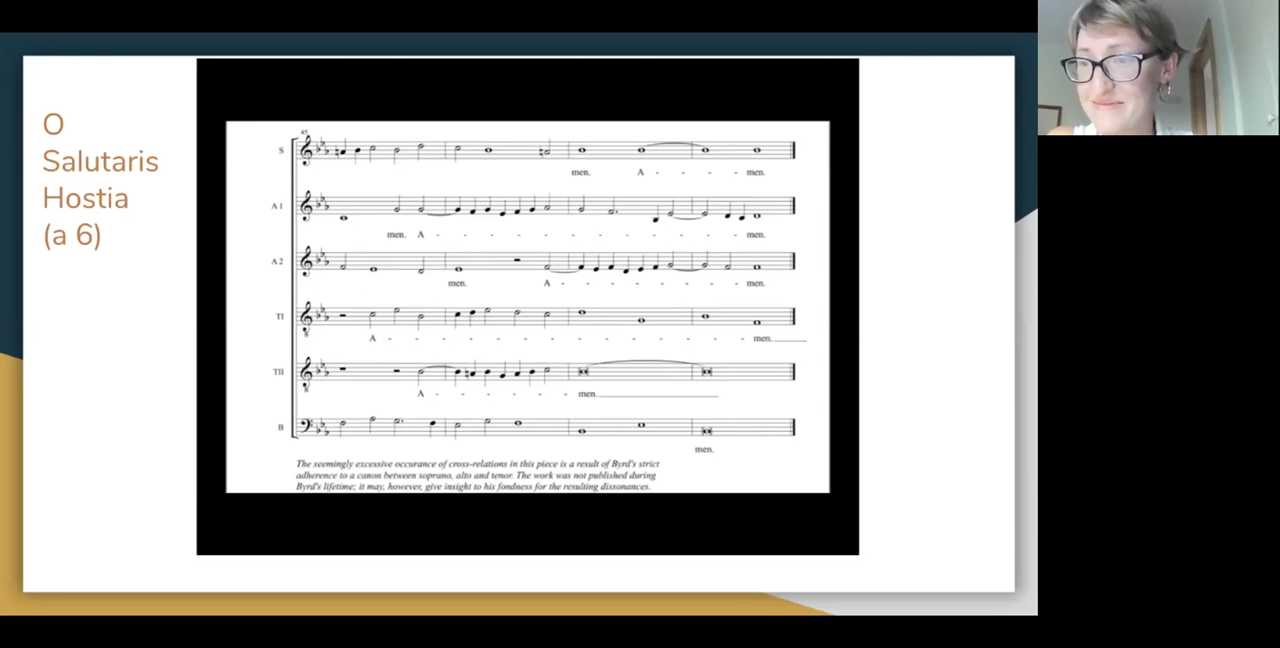 O
Salutaris
Hostia
(a 6)
45
S
men. A - - - - men.
A 1
men. A - - - - - - - - - - - - men.
A 2
men. A - - - - - - - men.
TI
A - - - - - - - - - - - - - men.
TII
A - - - - - men.
B
men.
The seemingly excessive occurance of cross-relations in this piece is a result of Byrd's strict
adherence to a canon between soprano, alto and tenor. The work was not published during
Byrd's lifetime; it may, however, give insight to his fondness for the resulting dissonances.